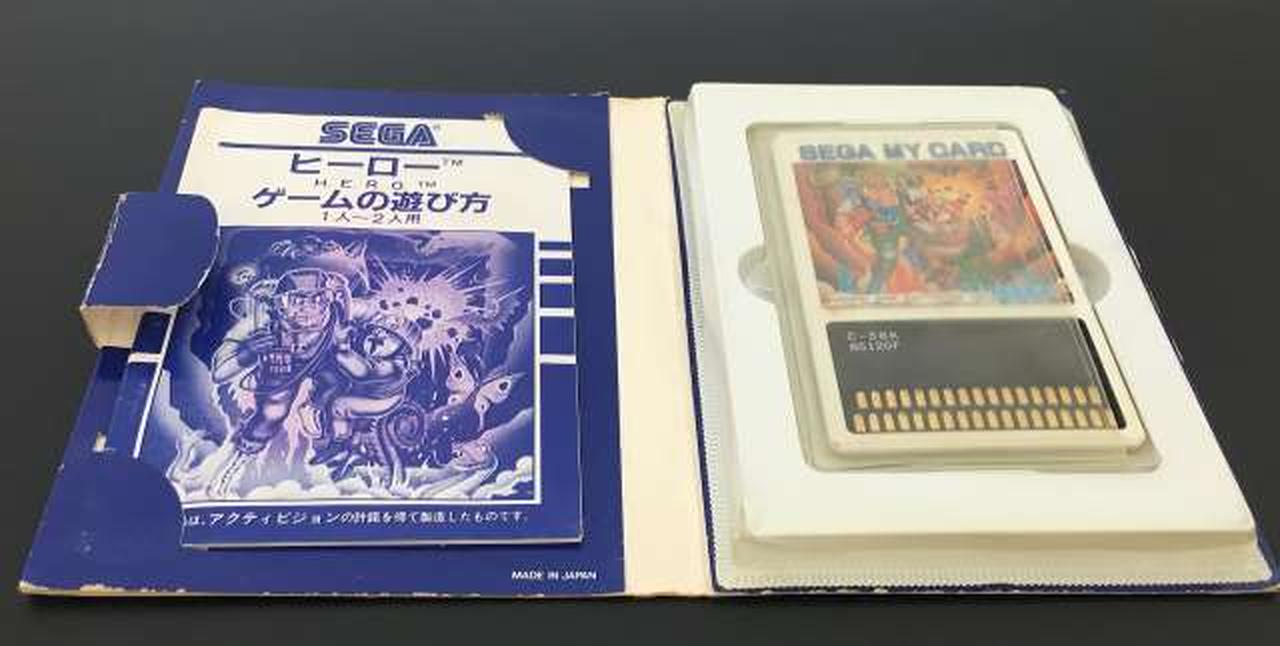 SEGA®
ヒーロー™
HERO™
ゲームの遊び方
1人〜2人用
は、アクティビジョンの許諾を得て製造したものです。
MADE IN JAPAN
SEGA MY CARD
C-58R